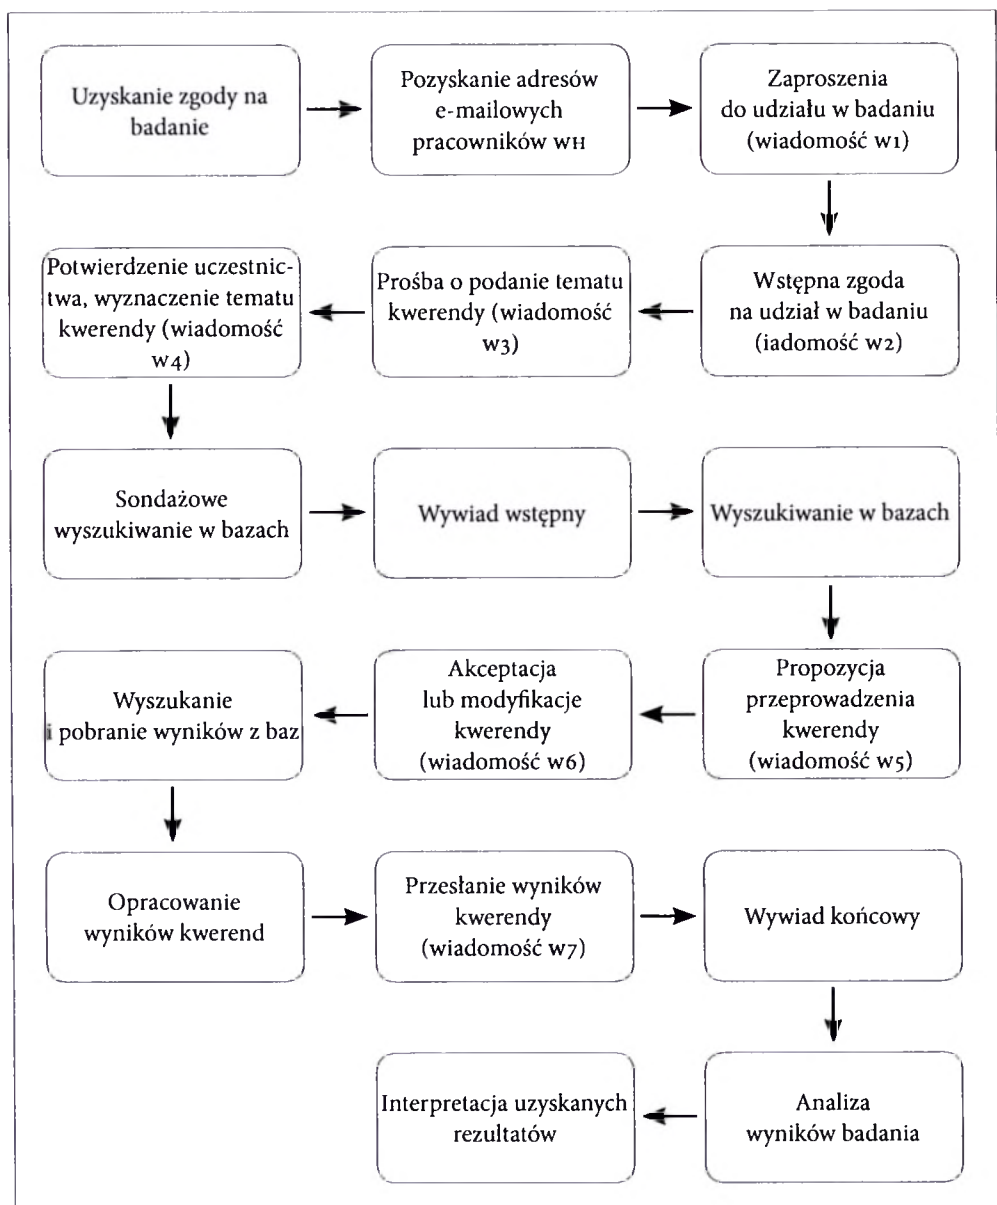 Uzyskanie zgody na
badanie
Pozyskanie adresów
e-mailowych
pracowników WH
Zaproszenia
do udziału w badaniu
(wiadomość W1)
Wstępna zgoda
na udział w badaniu
(iadomość W2)
Prośba o podanie tematu
kwerendy (wiadomość
W3)
Potwierdzenie uczestnic-
twa, wyznaczenie tematu
kwerendy (wiadomość
W4)
Sondażowe
wyszukiwanie w bazach
Wywiad wstępny
Wyszukiwanie w bazach
Propozycja
przeprowadzenia
kwerendy
(wiadomość W5)
Akceptacja
lub modyfikacje
kwerendy
(wiadomość W6)
Wyszukanie
i pobranie wyników z baz
Opracowanie
wyników kwerend
Przesłanie wyników
kwerendy
(wiadomość W7)
Wywiad końcowy
Analiza
wyników badania
Interpretacja uzyskanych
rezultatów